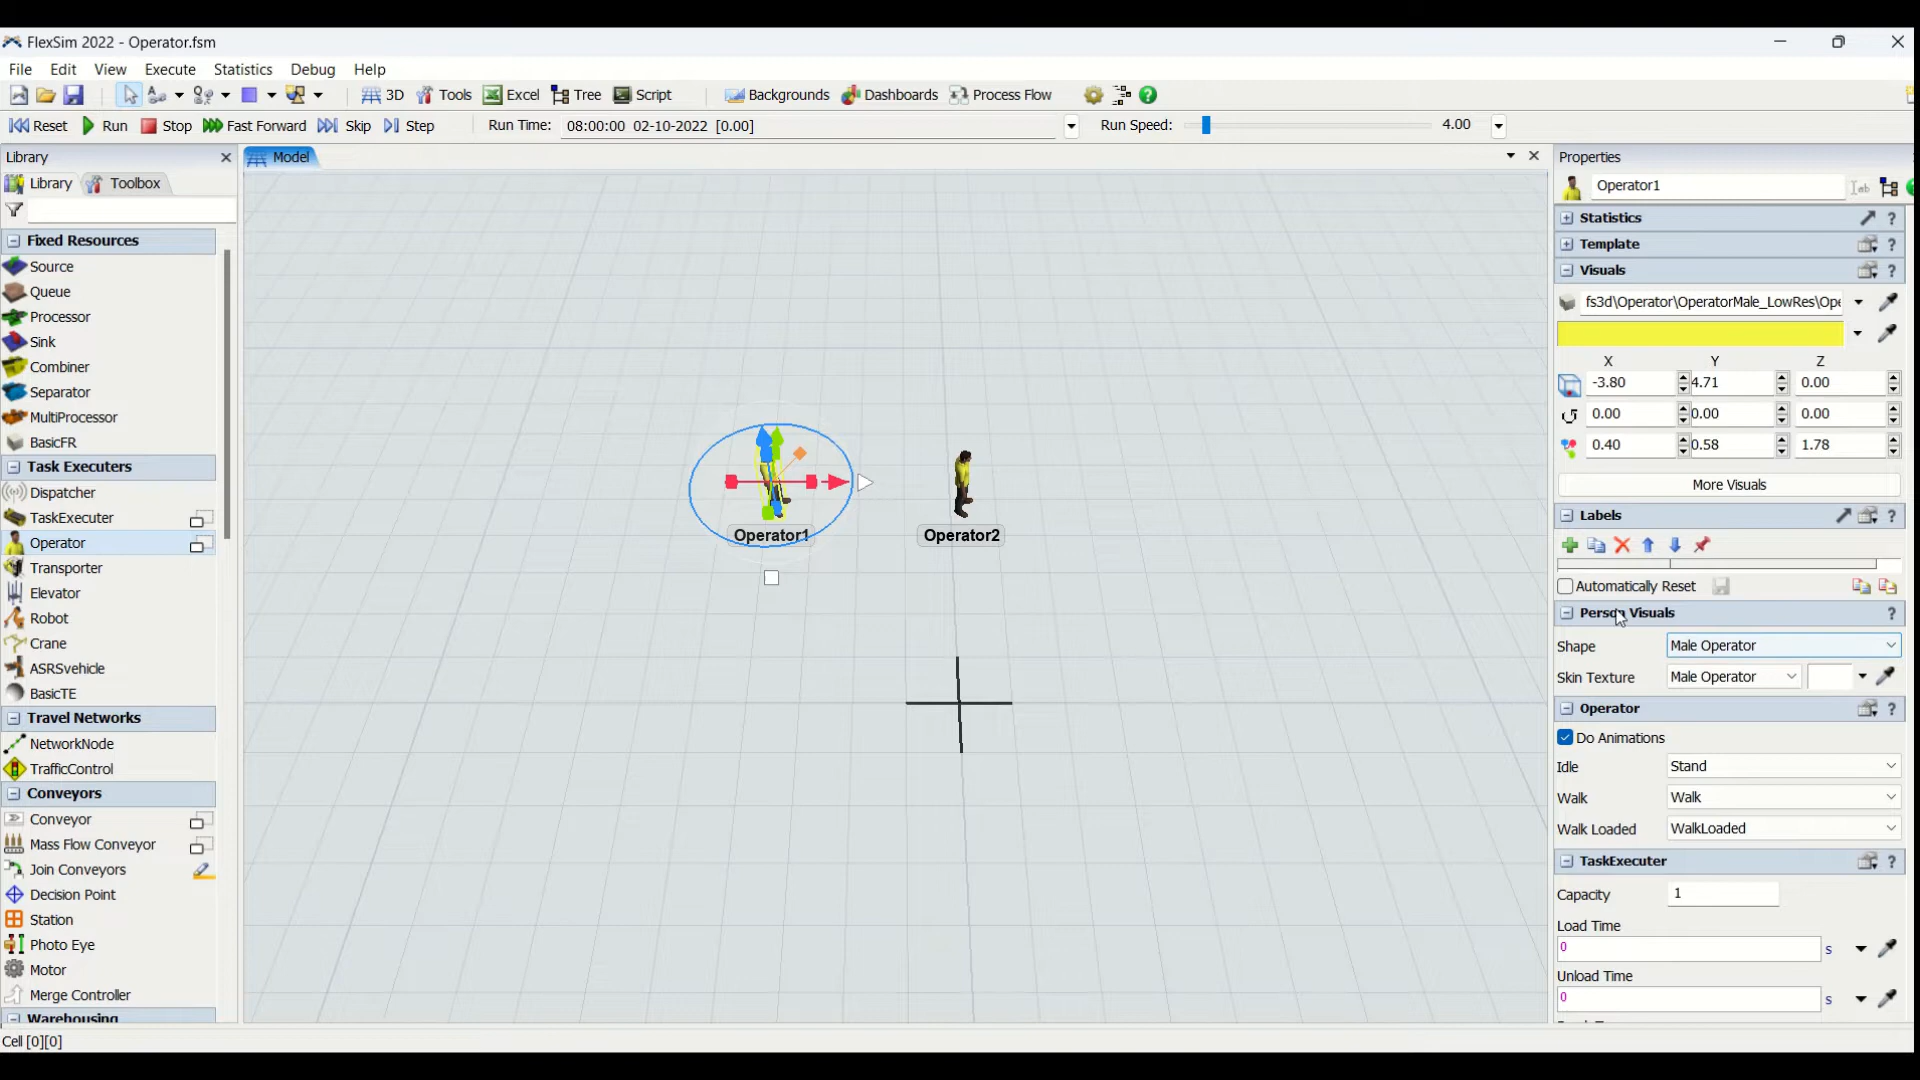 FlexSim 2022 - Operator.fsm
File Edit View Execute Statistics Debug Help
3D Tools Excel Tree Script Backgrounds Dashboards Process Flow
Reset Run Stop Fast Forward Skip Step Run Time: 08:00:00 02-10-2022 [0.00] Run Speed: 4.00
Library
Library Toolbox
Fixed Resources
Source
Queue
Processor
Sink
Combiner
Separator
MultiProcessor
BasicFR
Task Executers
Dispatcher
TaskExecuter
Operator
Transporter
Elevator
Robot
Crane
ASRSvehicle
BasicTE
Travel Networks
NetworkNode
TrafficControl
Conveyors
Conveyor
Mass Flow Conveyor
Join Conveyors
Decision Point
Station
Photo Eye
Motor
Merge Controller
Warehousing
Cell [0][0]
Model
Operator1
Operator2
Properties
Operator1
Statistics
Template
Visuals
fs3d\Operator\OperatorMale_LowRes\Ope
X Y Z
-3.80 4.71 0.00
0.00 0.00 0.00
0.40 0.58 1.78
More Visuals
Labels
Automatically Reset
Person Visuals
Shape Male Operator
Skin Texture Male Operator
Operator
Do Animations
Idle Stand
Walk Walk
Walk Loaded WalkLoaded
TaskExecuter
Capacity 1
Load Time
0 s
Unload Time
0 s